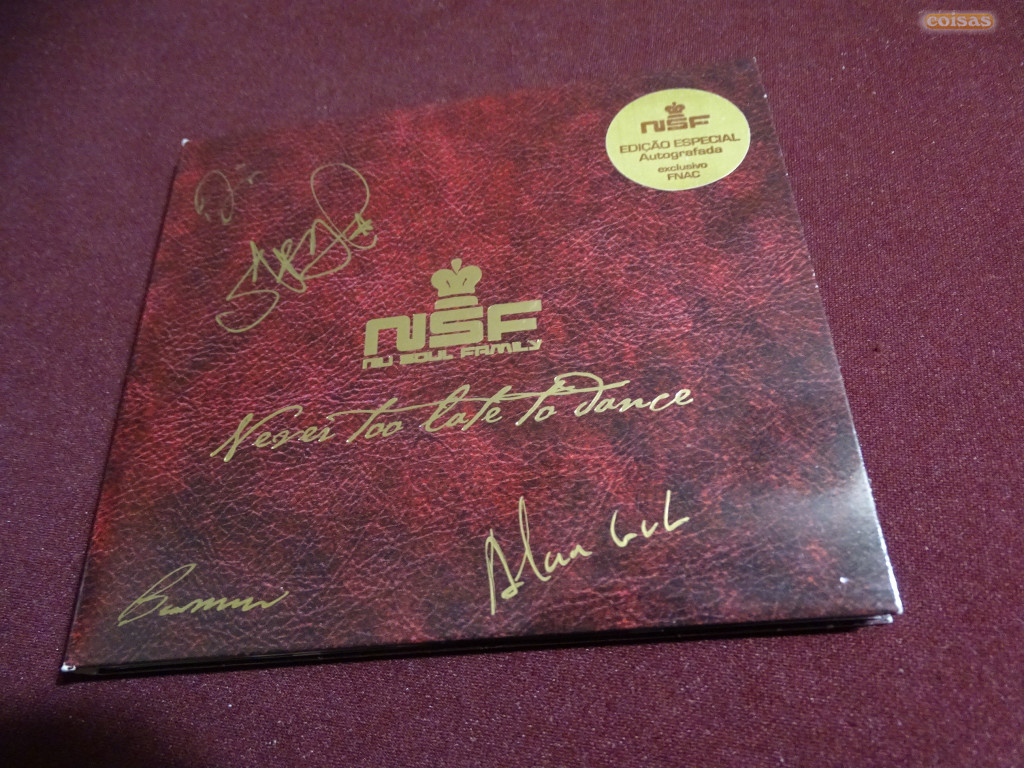 coisas
NSF
EDIÇÃO ESPECIAL
Autografada
exclusivo
FNAC
NSF
NU SOUL FAMILY
Never too late to dance